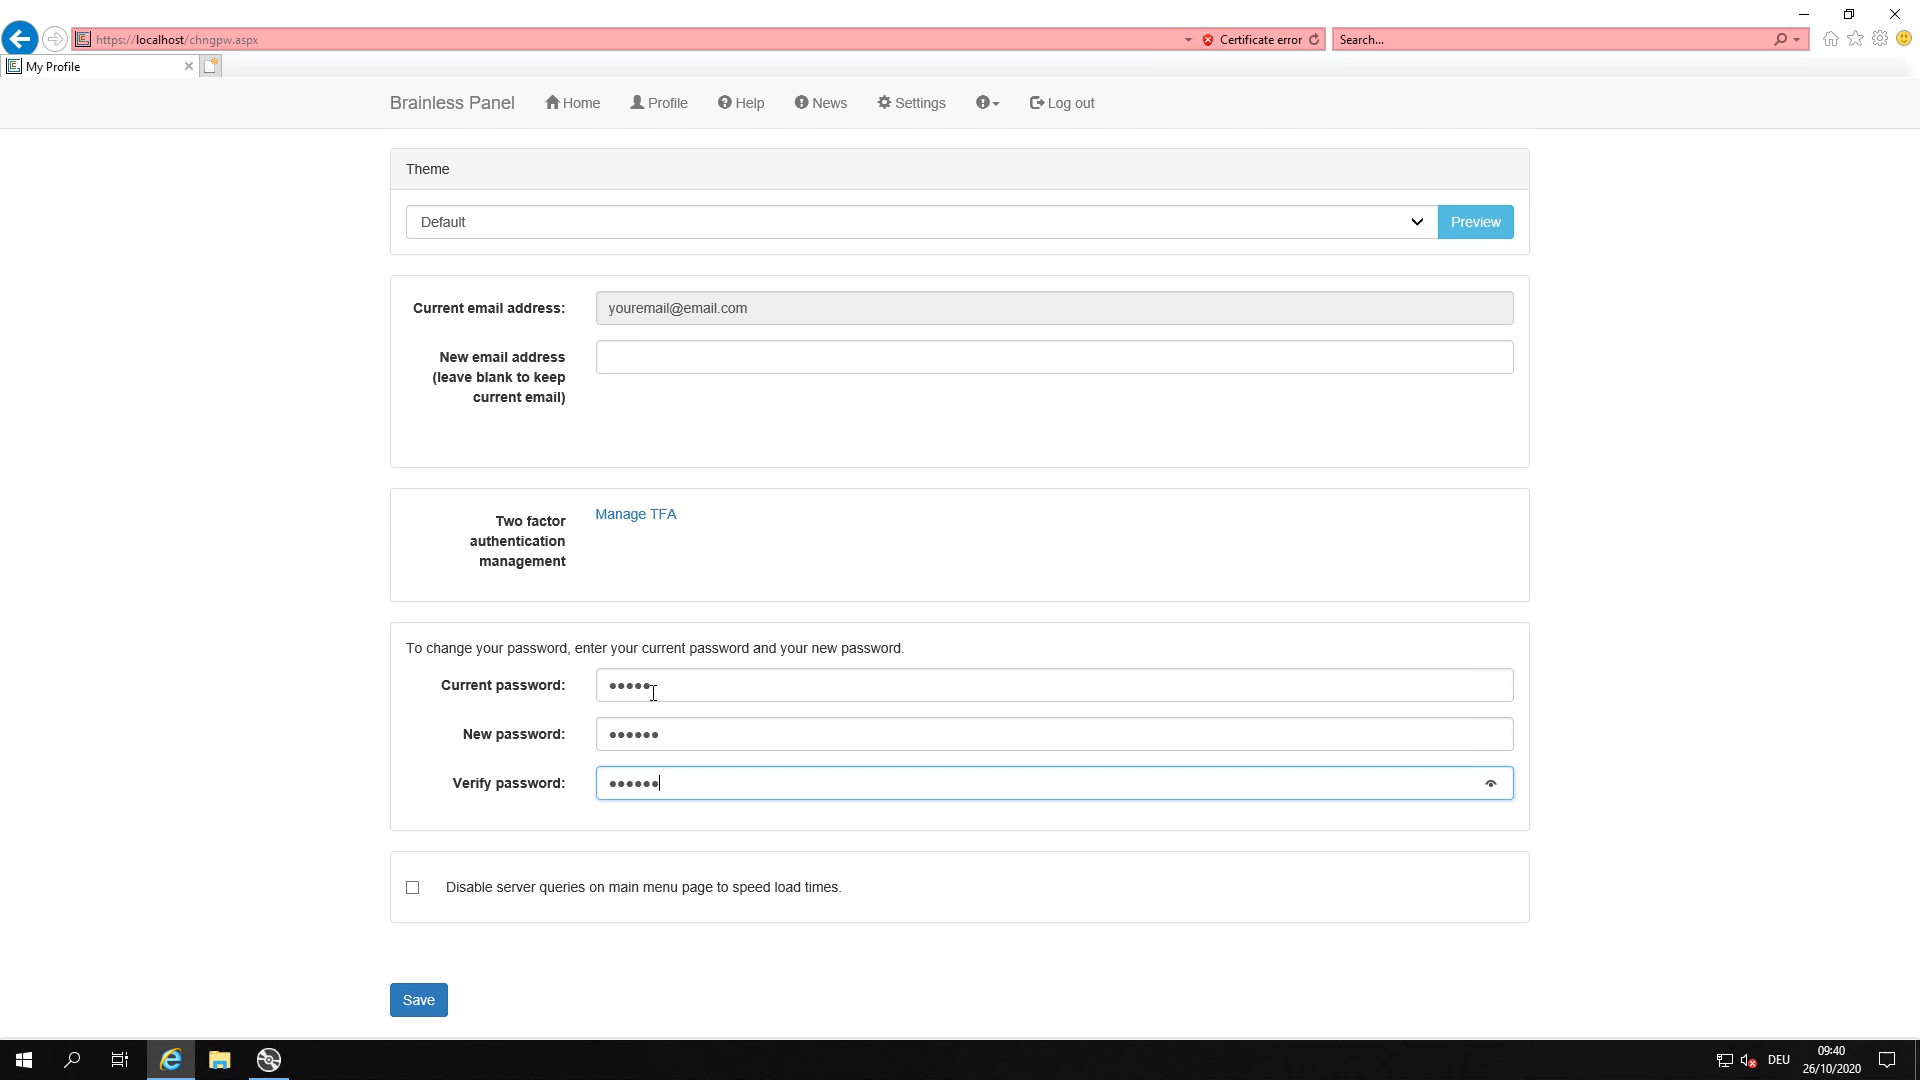 https://localhost/chngpw.aspx
Certificate error
Search...
My Profile
Brainless Panel
Home
Profile
Help
News
Settings
Log out
Theme
Default
Preview
Current email address:
youremail@email.com
New email address
(leave blank to keep
current email)
Two factor
authentication
management
Manage TFA
To change your password, enter your current password and your new password.
Current password:
●●●●●
New password:
●●●●●●
Verify password:
●●●●●●
Disable server queries on main menu page to speed load times.
Save
DEU
09:40
26/10/2020